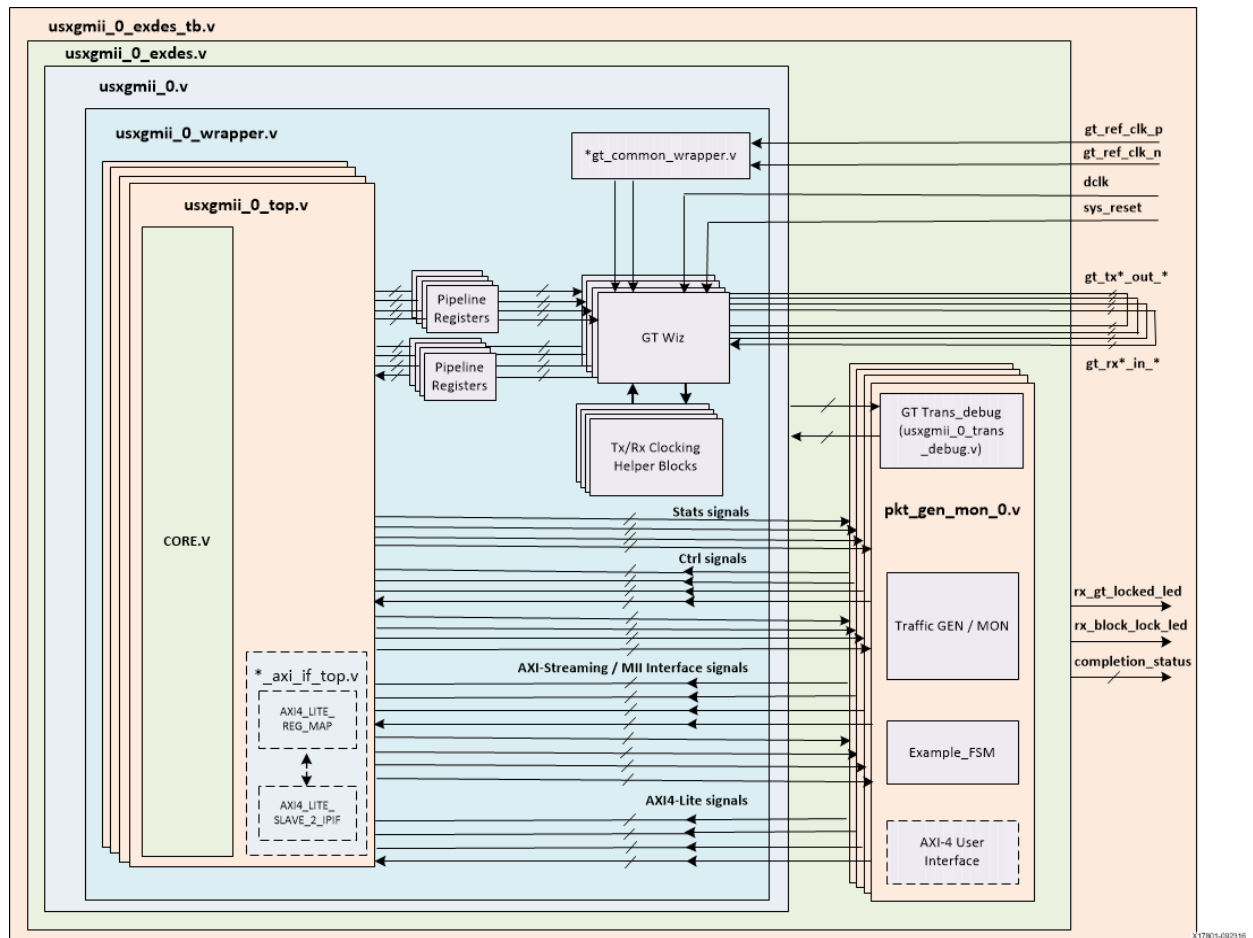 usxgmii_0_exdes_tb.v
usxgmii_0_exdes.v
usxgmii_0.v
usxgmii_0_wrapper.v
*gt_common_wrapper.v
gt_ref_clk_p
gt_ref_clk_n
dclk
sys_reset
usxgmii_0_top.v
Pipeline
Registers
Pipeline
Registers
GT Wiz
gt_tx*_out_*
gt_rx*_in_*
Tx/Rx Clocking
Helper Blocks
GT Trans_debug
(usxgmii_0_trans
_debug.v)
pkt_gen_mon_0.v
Stats signals
CORE.V
Ctrl signals
Traffic GEN / MON
rx_gt_locked_led
rx_block_lock_led
completion_status
AXI-Streaming / MII Interface signals
*_axi_if_top.v
AXI4_LITE_
REG_MAP
Example_FSM
AXI4_LITE_
SLAVE_2_IPIF
AXI4-Lite signals
AXI-4 User
Interface
X17801-092316